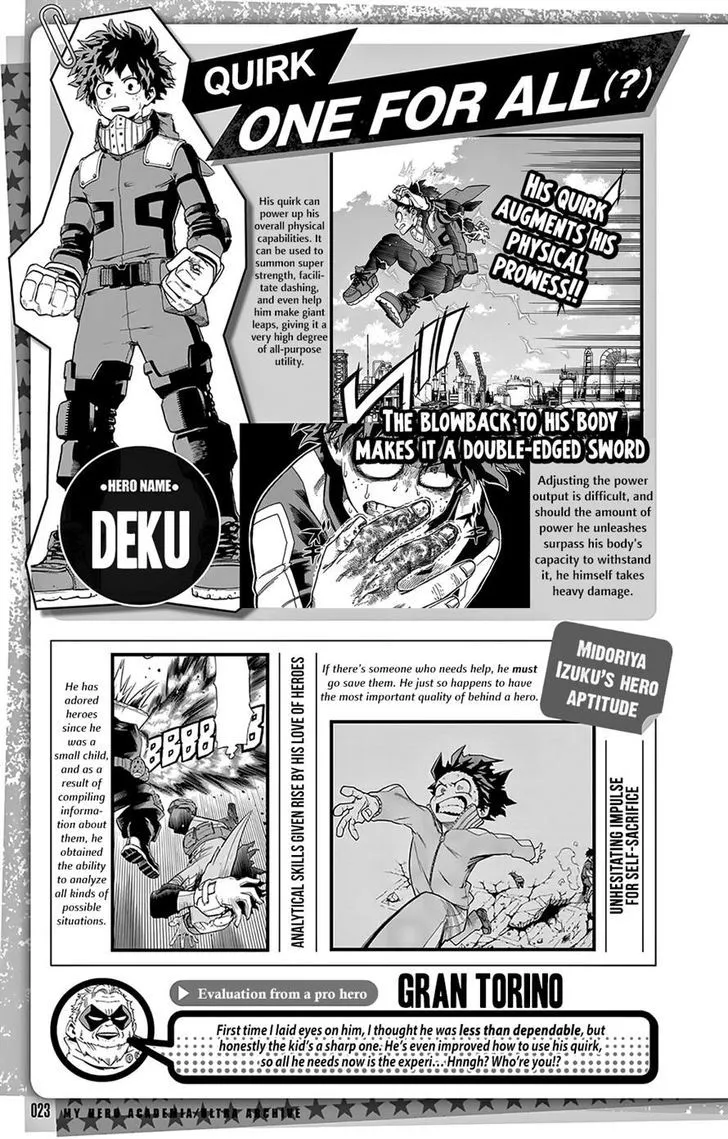 QUIRK
ONE FOR ALL(?)
His quirk can
power up his
overall physical
capabilities. It
can be used to
summon super
strength, facili-
tate dashing,
and even help
him make giant
leaps, giving it a
very high degree
of all-purpose
utility.
HIS QUIRK
AUGMENTS HIS
PHYSICAL
PROWESS!!
THE BLOWBACK TO HIS BODY
MAKES IT A DOUBLE-EDGED SWORD
Adjusting the power
output is difficult, and
should the amount of
power he unleashes
surpass his body's
capacity to withstand
it, he himself takes
heavy damage.
•HERO NAME•
DEKU
MIDORIYA
IZUKU'S HERO
APTITUDE
He has
adored
heroes
since he
was a
small child,
and as a
result of
compiling
informa-
tion about
them, he
obtained
the ability
to analyze
all kinds of
possible
situations.
BBBB
B
ANALYTICAL SKILLS GIVEN RISE BY HIS LOVE OF HEROES
If there's someone who needs help, he must
go save them. He just so happens to have
the most important quality of behind a hero.
UNHESITATING IMPULSE
FOR SELF-SACRIFICE
Evaluation from a pro hero
GRAN TORINO
First time I laid eyes on him, I thought he was less than dependable, but
honestly the kid's a sharp one. He's even improved how to use his quirk,
so all he needs now is the experi... Hnngh? Who're you!?
023
MY HERO ACADEMIA/ULTRA ARCHIVE